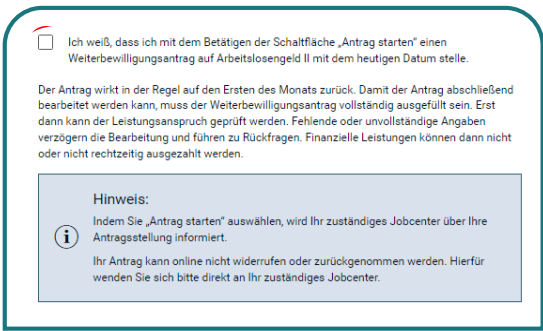 Ich weiß, dass ich mit dem Betätigen der Schaltfläche „Antrag starten“ einen
Weiterbewilligungsantrag auf Arbeitslosengeld II mit dem heutigen Datum stelle.
Der Antrag wirkt in der Regel auf den Ersten des Monats zurück. Damit der Antrag abschließend
bearbeitet werden kann, muss der Weiterbewilligungsantrag vollständig ausgefüllt sein. Erst
dann kann der Leistungsanspruch geprüft werden. Fehlende oder unvollständige Angaben
verzögern die Bearbeitung und führen zu Rückfragen. Finanzielle Leistungen können dann nicht
oder nicht rechtzeitig ausgezahlt werden.
Hinweis:
Indem Sie „Antrag starten“ auswählen, wird Ihr zuständiges Jobcenter über Ihre
Antragsstellung informiert.
Ihr Antrag kann online nicht widerrufen oder zurückgenommen werden. Hierfür
wenden Sie sich bitte direkt an Ihr zuständiges Jobcenter.